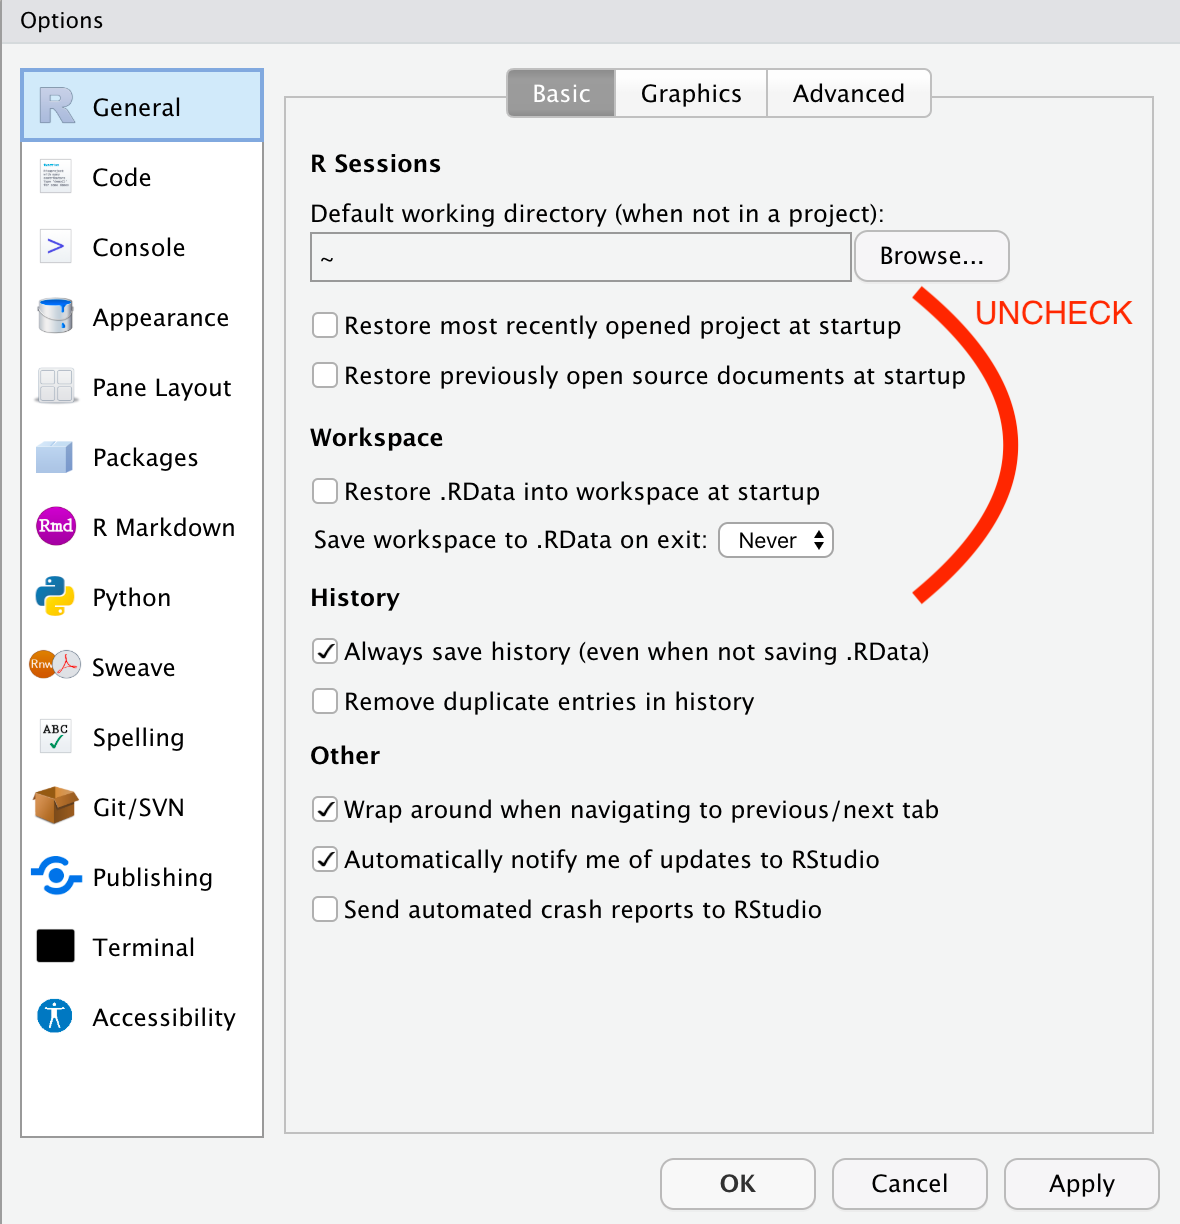 Options
General
Code
Console
Appearance
Pane Layout
Packages
Rmd R Markdown
Python
Rnw Sweave
ABC Spelling
Git/SVN
Publishing
Terminal
Accessibility
Basic Graphics Advanced
R Sessions
Default working directory (when not in a project):
~ Browse...
UNCHECK
Restore most recently opened project at startup
Restore previously open source documents at startup
Workspace
Restore .RData into workspace at startup
Save workspace to .RData on exit: Never
History
Always save history (even when not saving .RData)
Remove duplicate entries in history
Other
Wrap around when navigating to previous/next tab
Automatically notify me of updates to RStudio
Send automated crash reports to RStudio
OK Cancel Apply